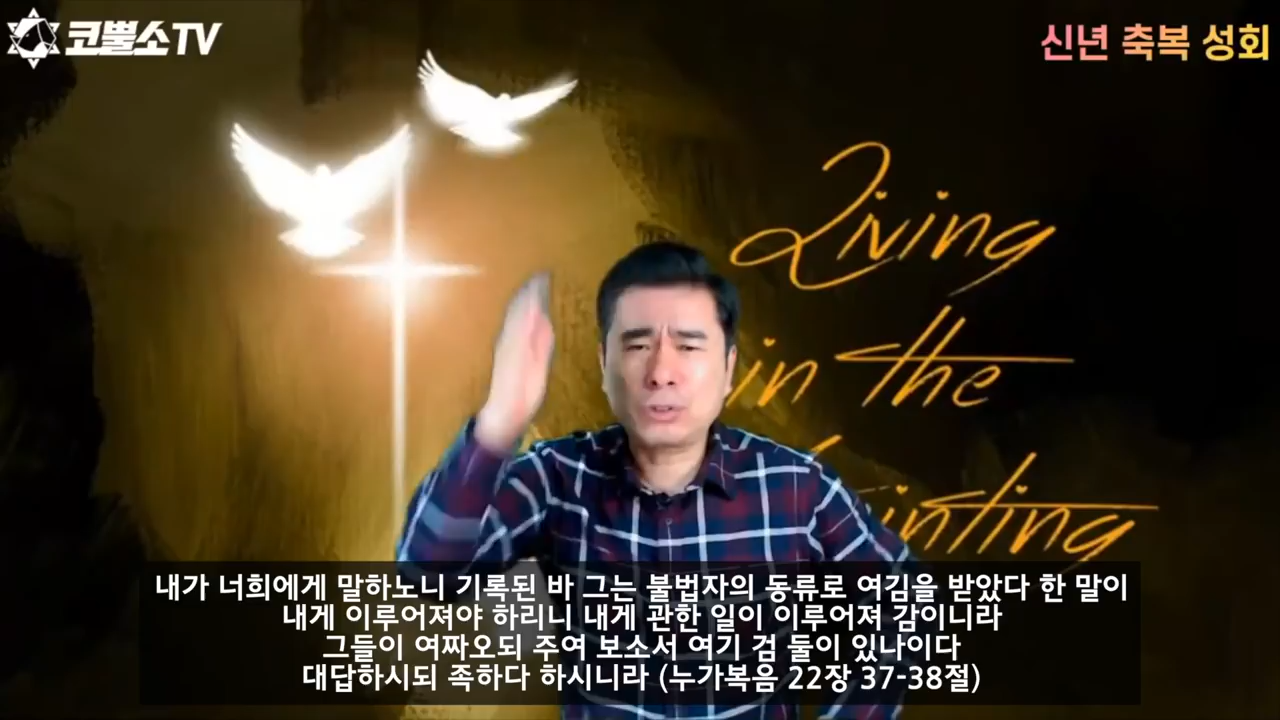 코뿔소TV
신년 축복 성회
Living
in the
내가 너희에게 말하노니 기록된 바 그는 불법자의 동류로 여김을 받았다 한 말이
내게 이루어져야 하리니 내게 관한 일이 이루어져 감이니라
그들이 여짜오되 주여 보소서 여기 검 둘이 있나이다
대답하시되 족하다 하시니라 (누가복음 22장 37-38절)